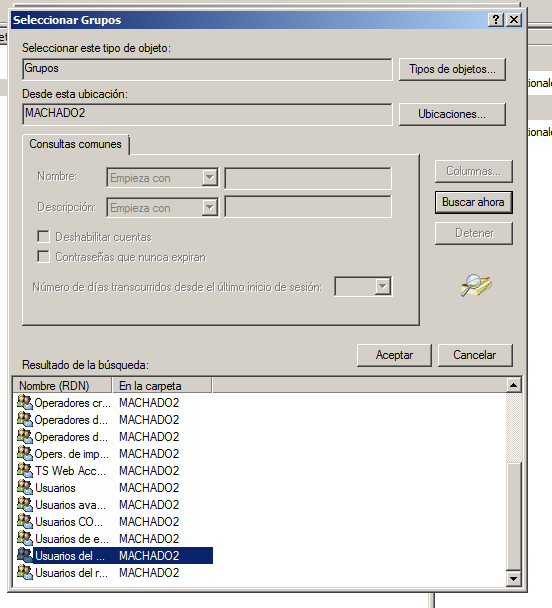 Seleccionar Grupos
Seleccionar este tipo de objeto:
Grupos
Tipos de objetos...
Desde esta ubicación:
MACHADO2
Ubicaciones...
Consultas comunes
Nombre:
Empieza con
Columnas...
Descripción:
Empieza con
Buscar ahora
Deshabilitar cuentas
Detener
Contraseñas que nunca expiran
Número de días transcurridos desde el último inicio de sesión:
Aceptar
Cancelar
Resultado de la búsqueda:
Nombre (RDN) En la carpeta
Operadores cr... MACHADO2
Operadores d... MACHADO2
Operadores d... MACHADO2
Opers. de imp... MACHADO2
TS Web Acc... MACHADO2
Usuarios MACHADO2
Usuarios ava... MACHADO2
Usuarios CO... MACHADO2
Usuarios de e... MACHADO2
Usuarios del ... MACHADO2
Usuarios del r... MACHADO2